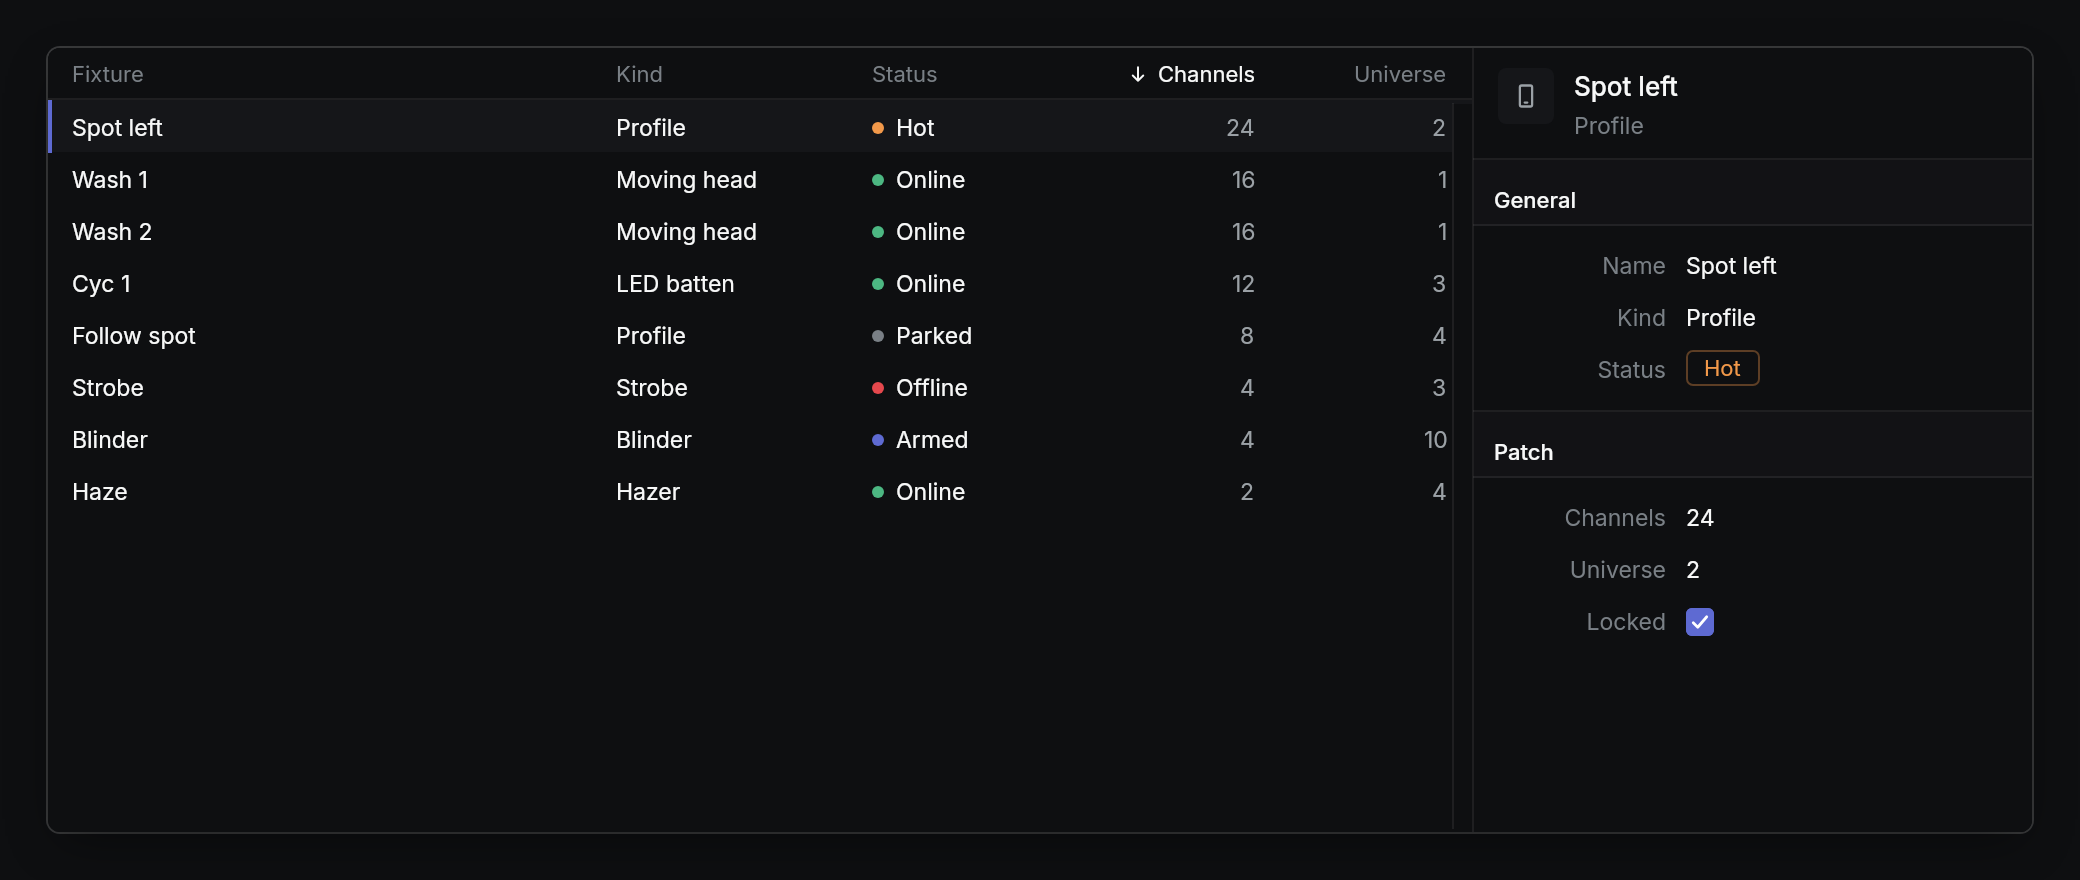 Fixture Kind Status ↓ Channels Universe
Spot left Profile Hot 24 2
Wash 1 Moving head Online 16 1
Wash 2 Moving head Online 16 1
Cyc 1 LED batten Online 12 3
Follow spot Profile Parked 8 4
Strobe Strobe Offline 4 3
Blinder Blinder Armed 4 10
Haze Hazer Online 2 4
Spot left
Profile
General
Name Spot left
Kind Profile
Status Hot
Patch
Channels 24
Universe 2
Locked